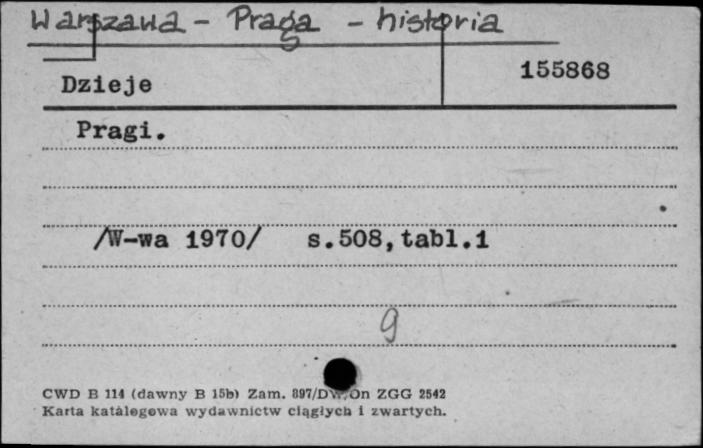 Warszawa - Praga - historia
155868
Dzieje
Pragi.
/W-wa 1970/ s.508,tabl.1
9
CWD B 114 (dawny B 15b) Zam. 897/DW/On ZGG 2542
Karta katalogowa wydawnictw ciągłych i zwartych.